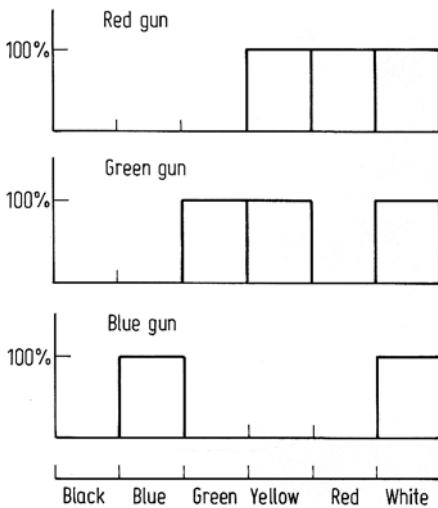 Red gun
100%
Green gun
100%
Blue gun
100%
Black Blue Green Yellow Red White